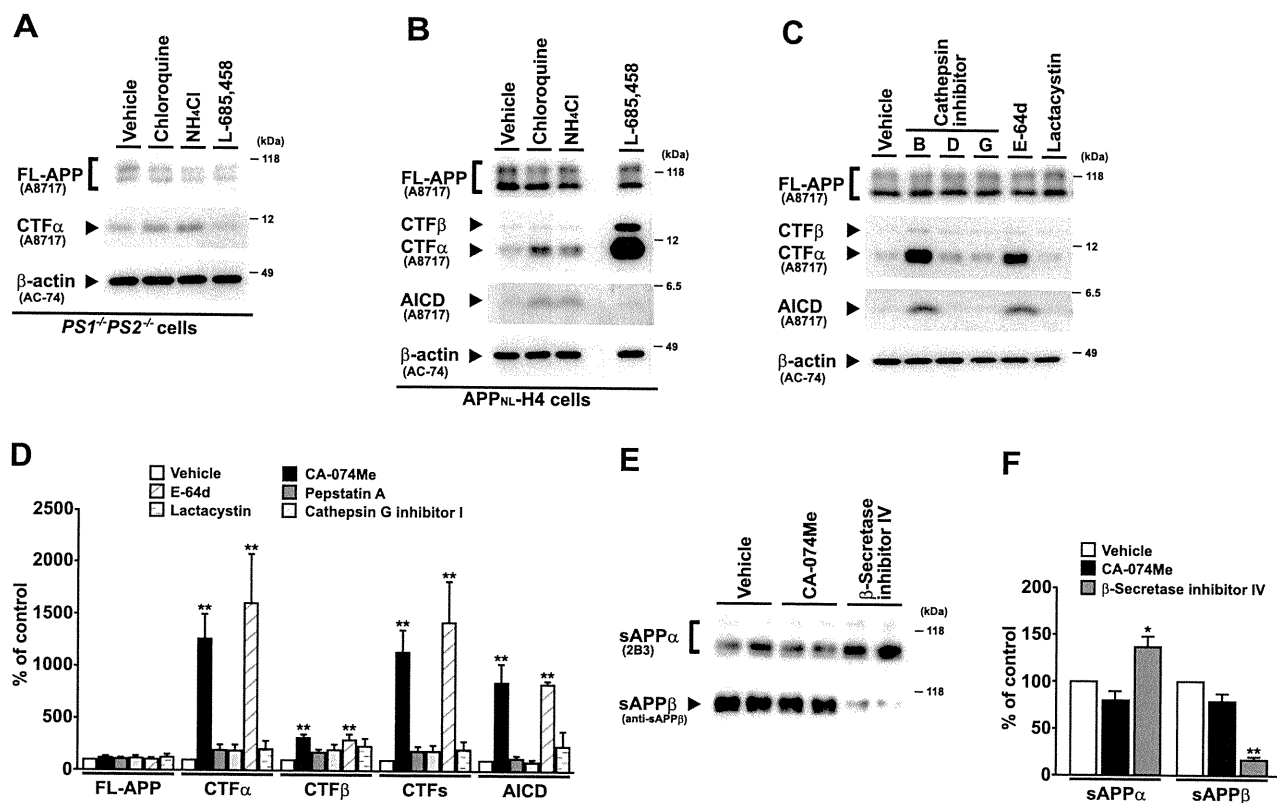 A
Vehicle
Chloroquine
NH₄Cl
L-685,458
(kDa)
FL-APP
(A8717)
118
CTFα
(A8717)
12
β-actin
(AC-74)
49
PS1⁻/⁻PS2⁻/⁻ cells
B
Vehicle
Chloroquine
NH₄Cl
L-685,458
(kDa)
FL-APP
(A8717)
118
CTFβ
CTFα
(A8717)
12
AICD
(A8717)
6.5
β-actin
(AC-74)
49
APPNL-H4 cells
C
Vehicle
Cathepsin
inhibitor
B D G
E-64d
Lactacystin
(kDa)
FL-APP
(A8717)
118
CTFβ
CTFα
(A8717)
12
AICD
(A8717)
6.5
β-actin
(AC-74)
49
D
Vehicle
E-64d
Lactacystin
CA-074Me
Pepstatin A
Cathepsin G inhibitor I
% of control
2500
2000
1500
1000
500
0
**
**
**
**
**
**
**
**
FL-APP CTFα CTFβ CTFs AICD
E
Vehicle
CA-074Me
β-Secretase
inhibitor IV
(kDa)
sAPPα
(2B3)
118
sAPPβ
(anti-sAPPβ)
118
F
Vehicle
CA-074Me
β-Secretase inhibitor IV
% of control
200
150
100
50
0
*
**
sAPPα sAPPβ